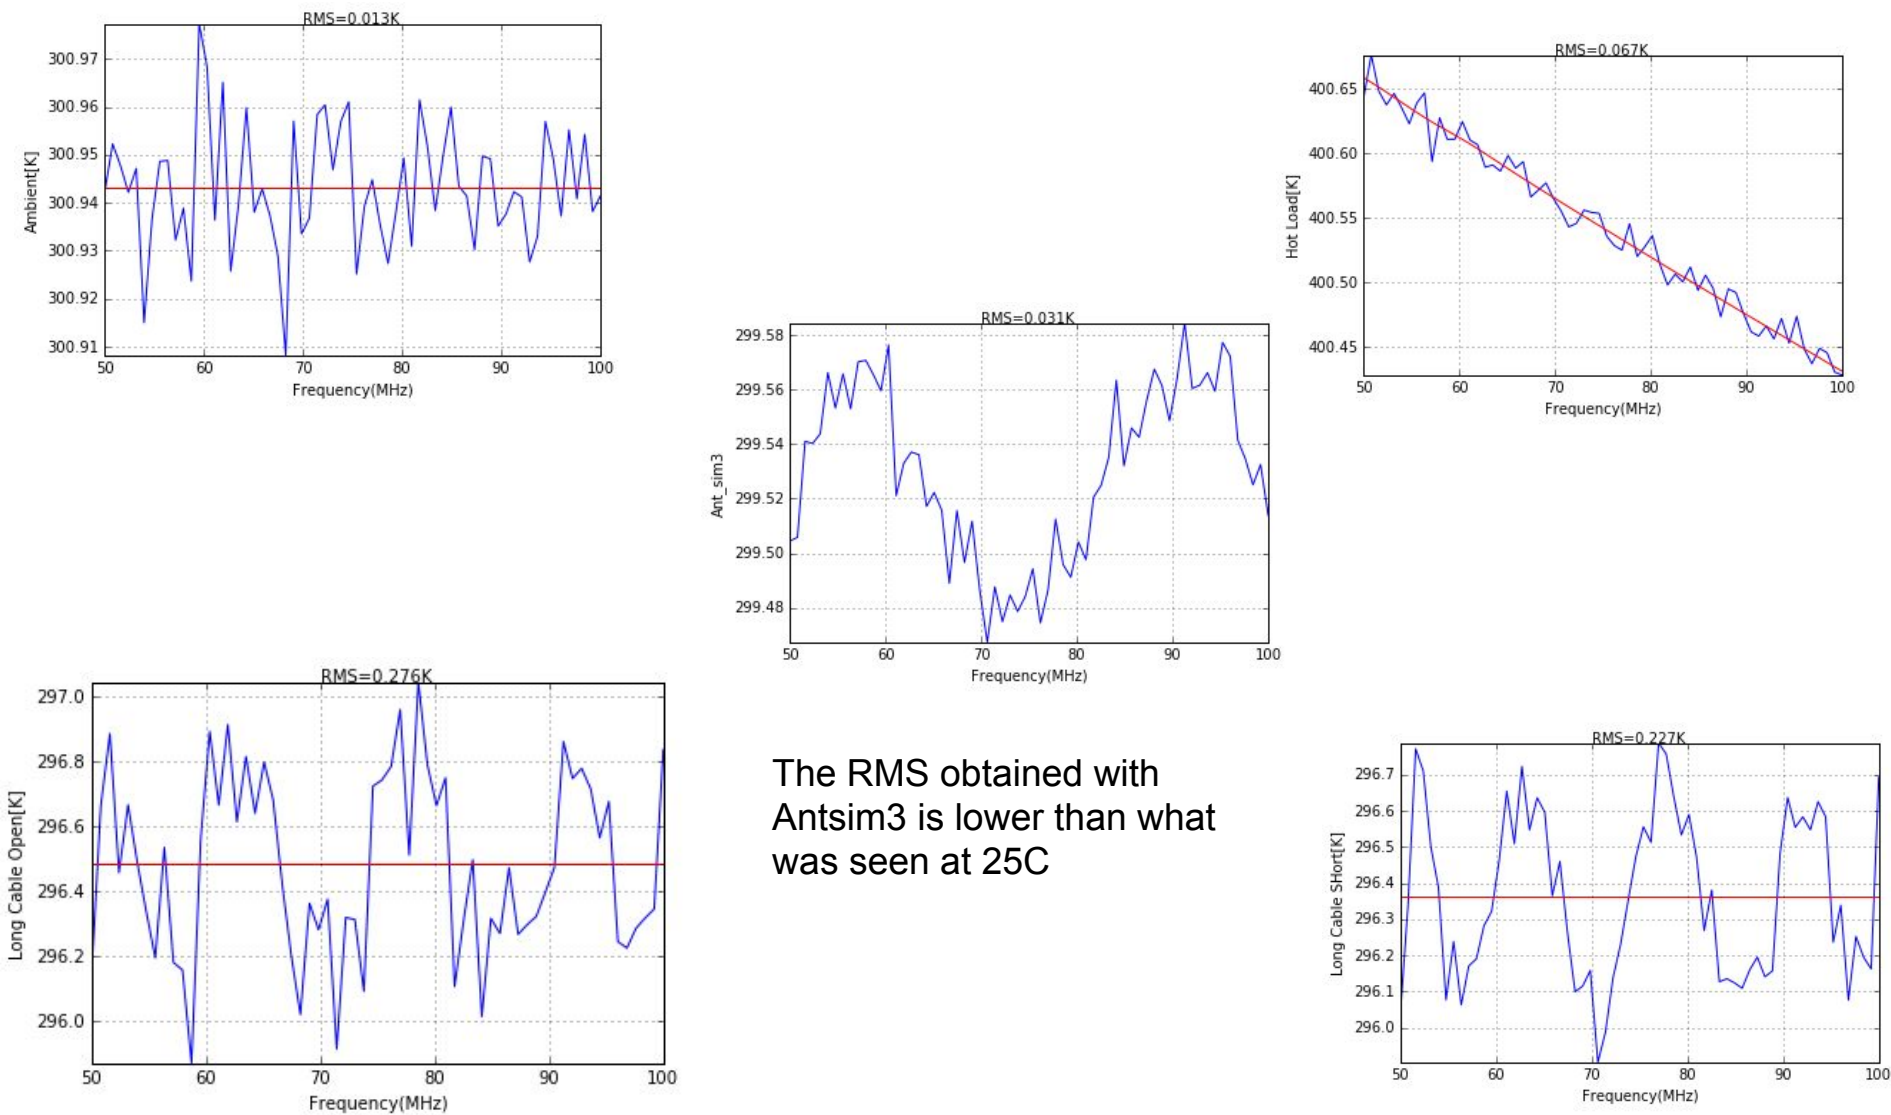 RMS=0.013K
300.97
300.96
300.95
300.94
300.93
300.92
300.91
Ambient[K]
50 60 70 80 90 100
Frequency(MHz)
RMS=0.067K
400.65
400.60
400.55
400.50
400.45
Hot Load[K]
50 60 70 80 90 100
Frequency(MHz)
RMS=0.031K
299.58
299.56
299.54
299.52
299.50
299.48
Ant_sim3
50 60 70 80 90 100
Frequency(MHz)
RMS=0.276K
297.0
296.8
296.6
296.4
296.2
296.0
Long Cable Open[K]
50 60 70 80 90 100
Frequency(MHz)
The RMS obtained with
Antsim3 is lower than what
was seen at 25C
RMS=0.227K
296.7
296.6
296.5
296.4
296.3
296.2
296.1
296.0
Long Cable SHort[K]
50 60 70 80 90 100
Frequency(MHz)